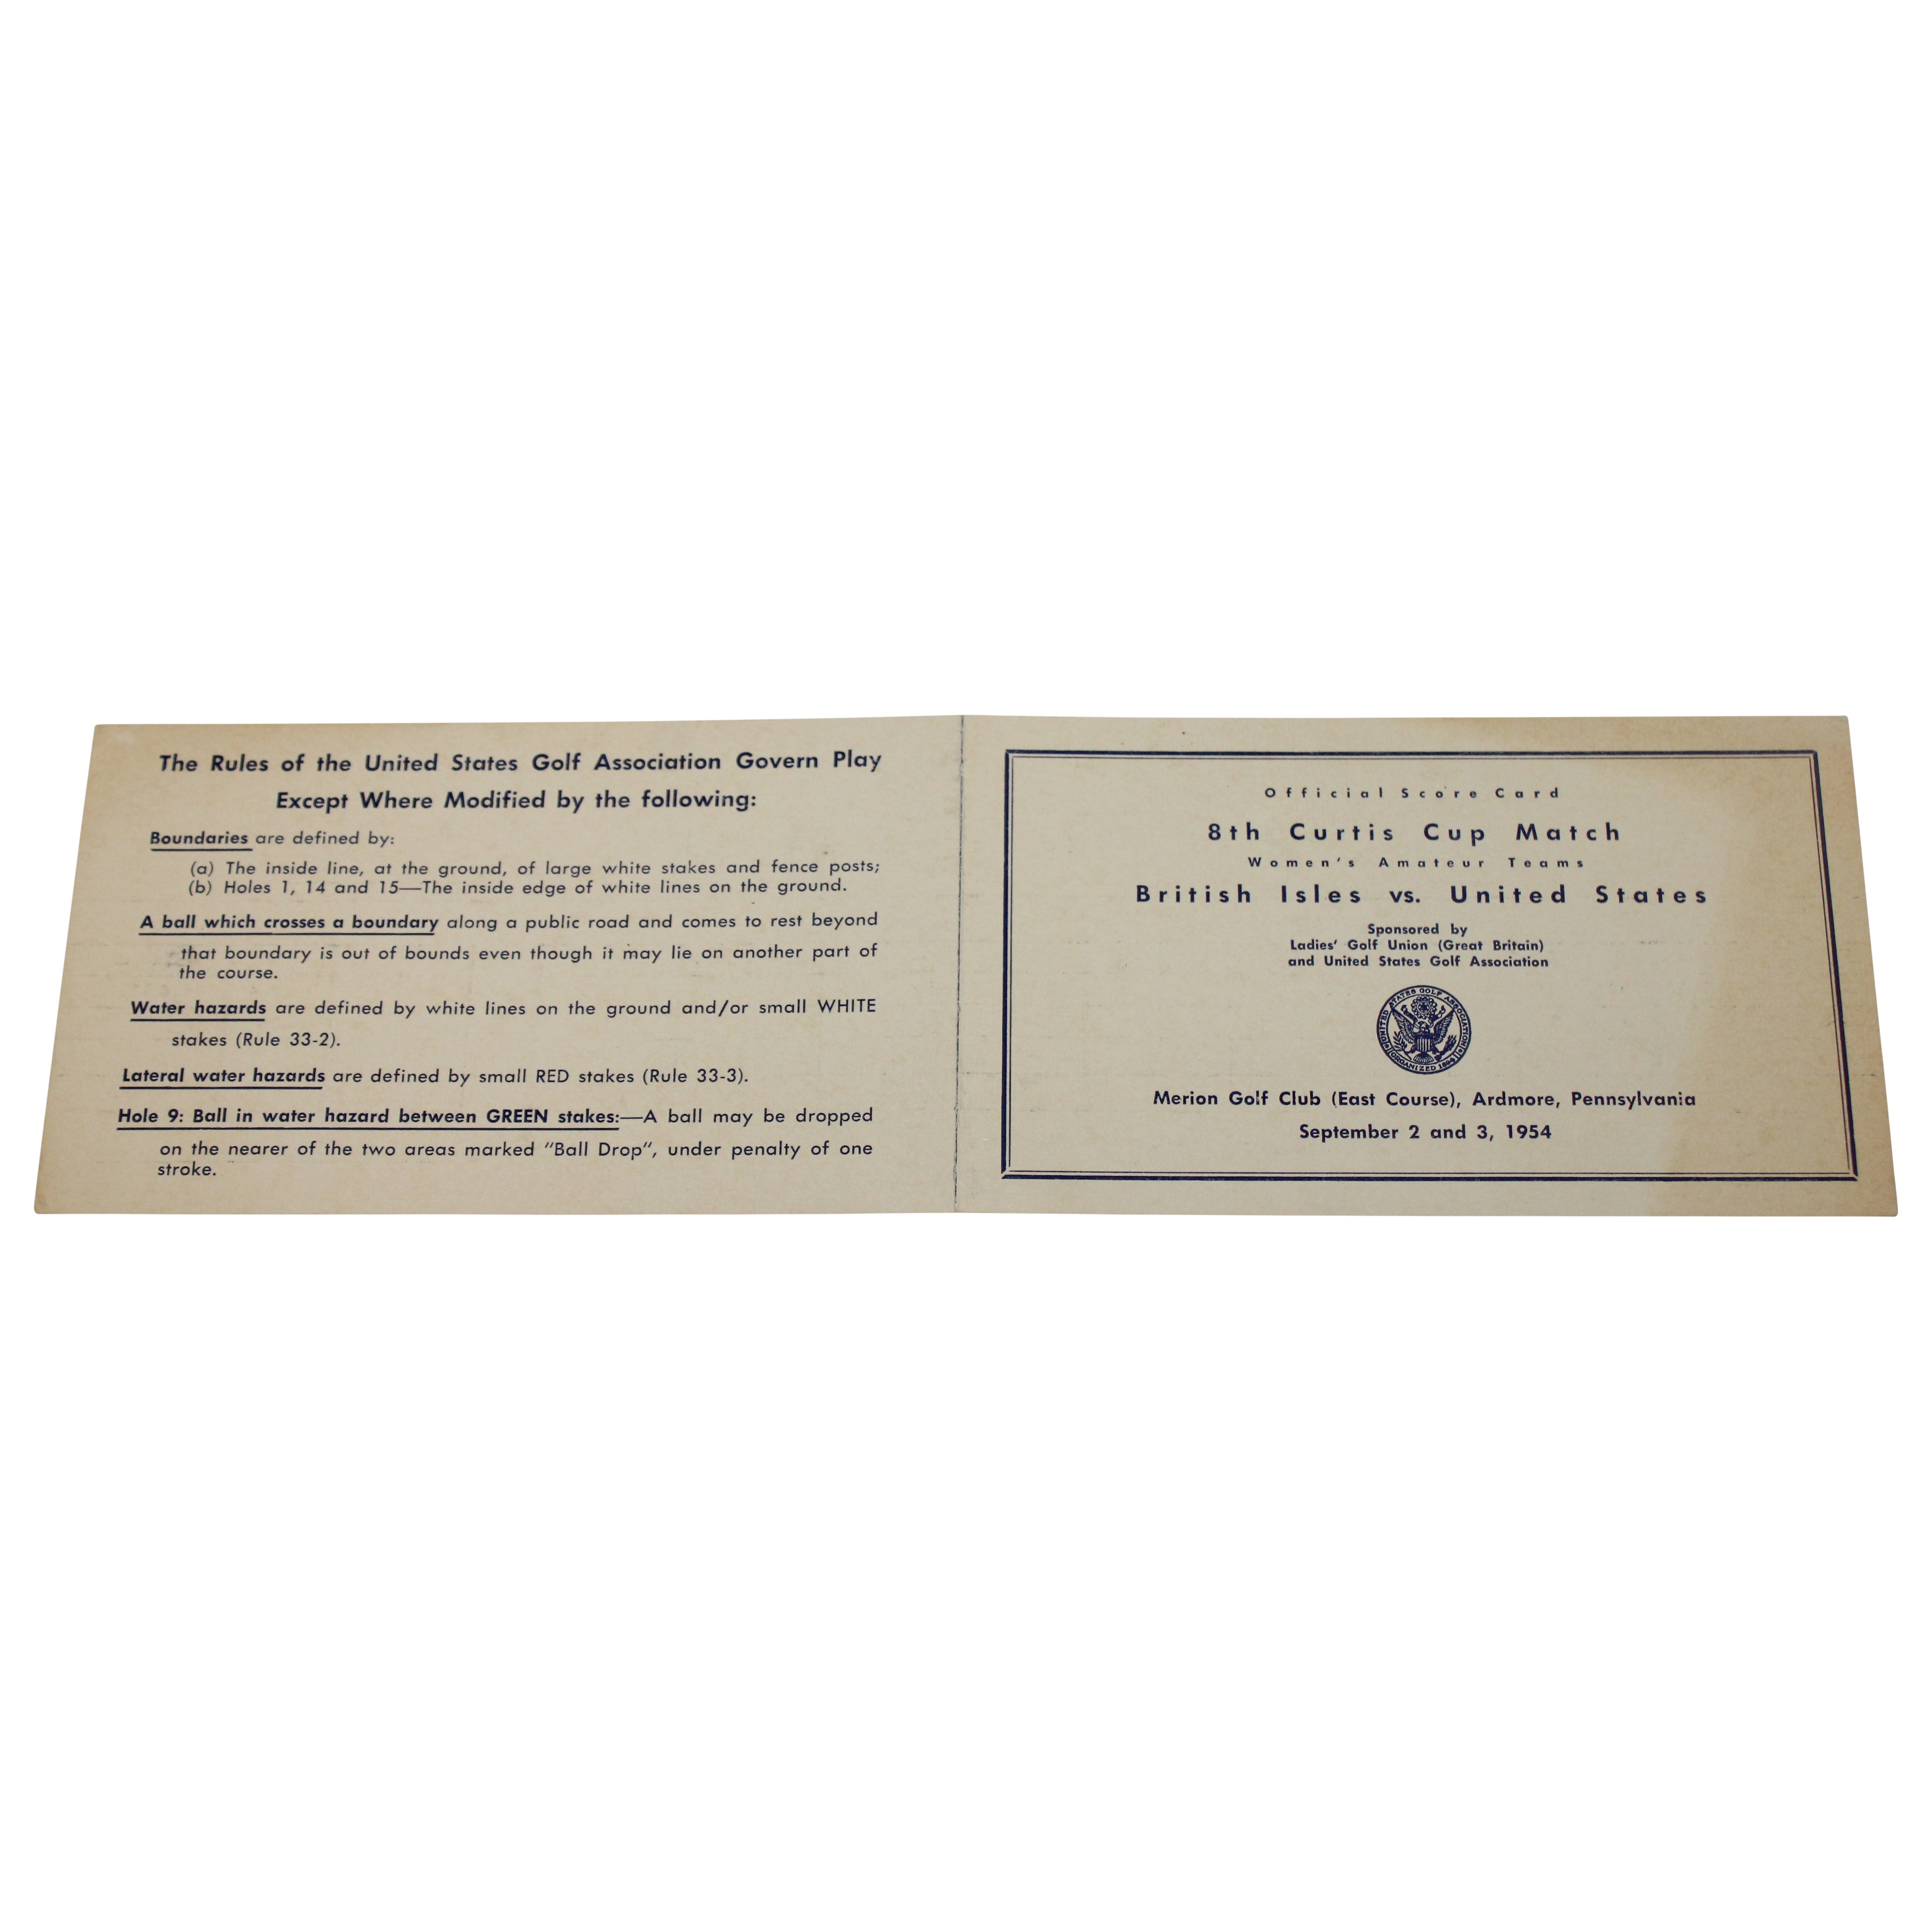 The Rules of the United States Golf Association Govern Play
Except Where Modified by the following:
Boundaries are defined by:
(a) The inside line, at the ground, of large white stakes and fence posts;
(b) Holes 1, 14 and 15—The inside edge of white lines on the ground.
A ball which crosses a boundary along a public road and comes to rest beyond
that boundary is out of bounds even though it may lie on another part of
the course.
Water hazards are defined by white lines on the ground and/or small WHITE
stakes (Rule 33-2).
Lateral water hazards are defined by small RED stakes (Rule 33-3).
Hole 9: Ball in water hazard between GREEN stakes:—A ball may be dropped
on the nearer of the two areas marked "Ball Drop", under penalty of one
stroke.
Official Score Card
8th Curtis Cup Match
Women's Amateur Teams
British Isles vs. United States
Sponsored by
Ladies' Golf Union (Great Britain)
and United States Golf Association
UNITED STATES GOLF ASSOCIATION
ORGANIZED 1894
Merion Golf Club (East Course), Ardmore, Pennsylvania
September 2 and 3, 1954